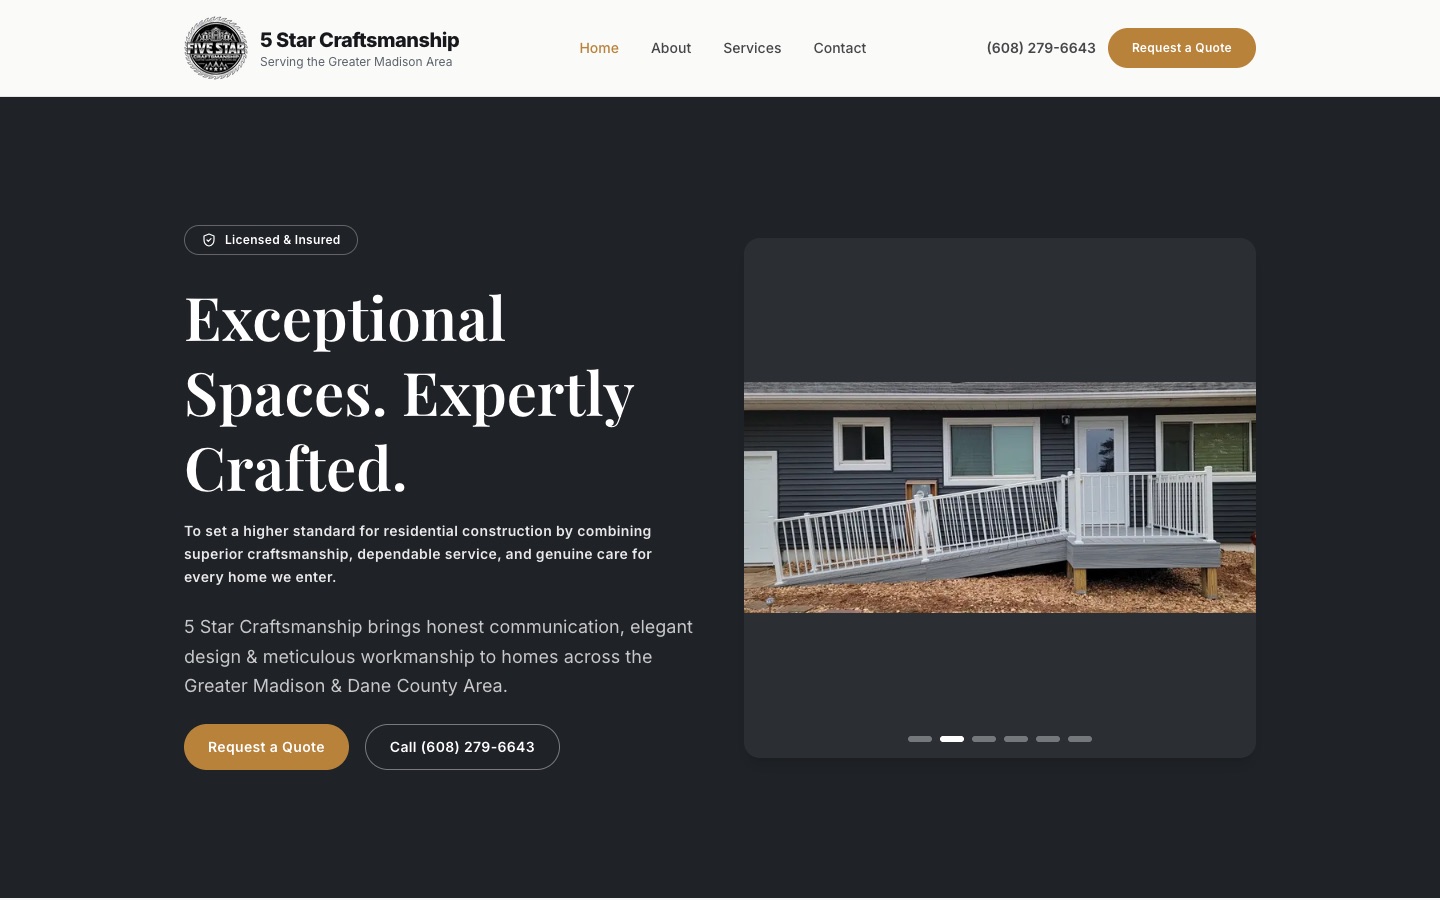 FIVE STAR
CRAFTSMANSHIP
5 Star Craftsmanship
Serving the Greater Madison Area
Home
About
Services
Contact
(608) 279-6643
Request a Quote
Licensed & Insured
Exceptional
Spaces. Expertly
Crafted.
To set a higher standard for residential construction by combining
superior craftsmanship, dependable service, and genuine care for
every home we enter.
5 Star Craftsmanship brings honest communication, elegant
design & meticulous workmanship to homes across the
Greater Madison & Dane County Area.
Request a Quote
Call (608) 279-6643